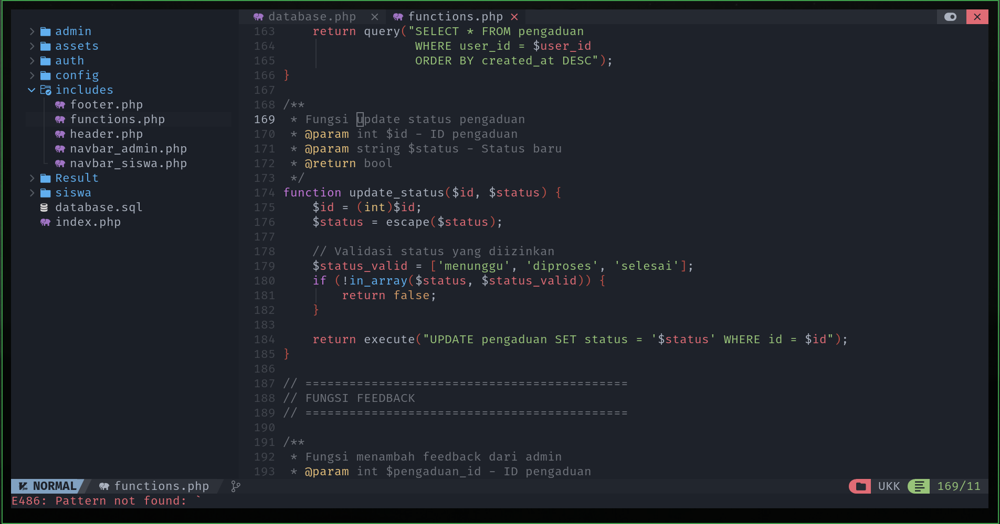 database.php
functions.php
admin
assets
auth
config
includes
footer.php
functions.php
header.php
navbar_admin.php
navbar_siswa.php
Result
siswa
database.sql
index.php
163     return query("SELECT * FROM pengaduan
164                   WHERE user_id = $user_id
165                   ORDER BY created_at DESC");
166 }
167
168 /**
169  * Fungsi update status pengaduan
170  * @param int $id - ID pengaduan
171  * @param string $status - Status baru
172  * @return bool
173  */
174 function update_status($id, $status) {
175     $id = (int)$id;
176     $status = escape($status);
177
178     // Validasi status yang diizinkan
179     $status_valid = ['menunggu', 'diproses', 'selesai'];
180     if (!in_array($status, $status_valid)) {
181         return false;
182     }
183
184     return execute("UPDATE pengaduan SET status = '$status' WHERE id = $id");
185 }
186
187 // ============================================
188 // FUNGSI FEEDBACK
189 // ============================================
190
191 /**
192  * Fungsi menambah feedback dari admin
193  * @param int $pengaduan_id - ID pengaduan
NORMAL functions.php UKK 169/11
E486: Pattern not found: `